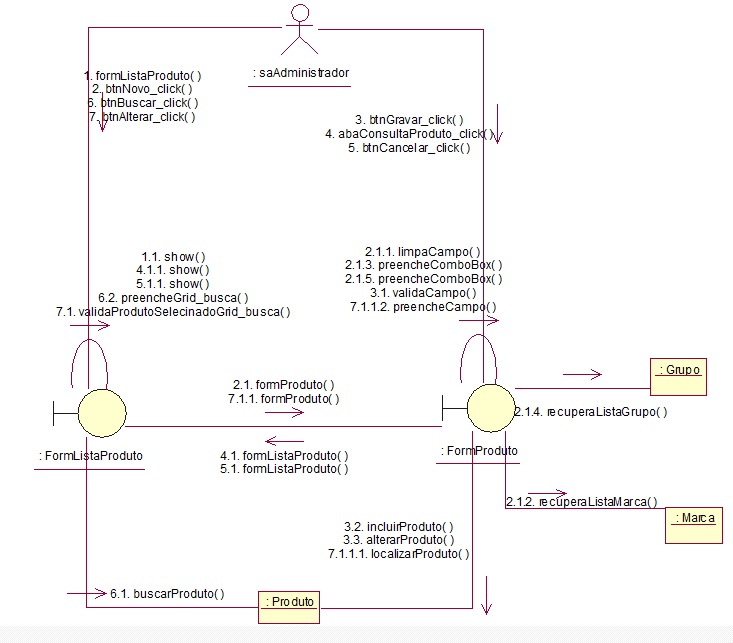 : saAdministrador
1. formListaProduto( )
2. btnNovo_click( )
6. btnBuscar_click( )
7. btnAlterar_click( )
3. btnGravar_click( )
4. abaConsultaProduto_click( )
5. btnCancelar_click( )
1.1. show( )
4.1.1. show( )
5.1.1. show( )
6.2. preencheGrid_busca( )
7.1. validaProdutoSelecinadoGrid_busca( )
2.1.1. limpaCampo( )
2.1.3. preencheComboBox( )
2.1.5. preencheComboBox( )
3.1. validaCampo( )
7.1.1.2. preencheCampo( )
: Grupo
2.1. formProduto( )
7.1.1. formProduto( )
2.1.4. recuperaListaGrupo( )
: FormListaProduto
4.1. formListaProduto( )
5.1. formListaProduto( )
: FormProduto
2.1.2. recuperaListaMarca( )
: Marca
3.2. incluirProduto( )
3.3. alterarProduto( )
7.1.1.1. localizarProduto( )
6.1. buscarProduto( )
: Produto